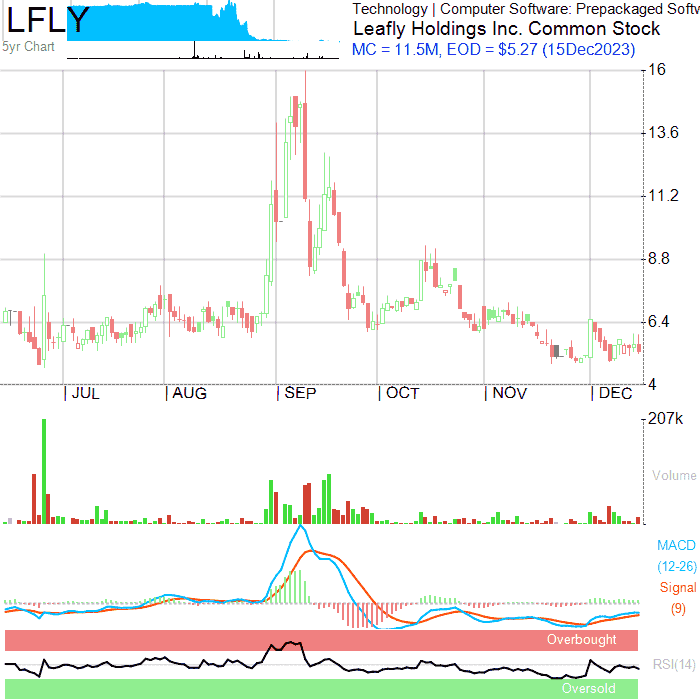 LFLY
5yr Chart
Technology | Computer Software: Prepackaged Softw
Leafly Holdings Inc. Common Stock
MC = 11.5M, EOD = $5.27 (15Dec2023)
16
13.6
11.2
8.8
6.4
4
| JUL | AUG | SEP | OCT | NOV | DEC
207k
Volume
MACD
(12-26)
Signal
(9)
Overbought
RSI(14)
Oversold